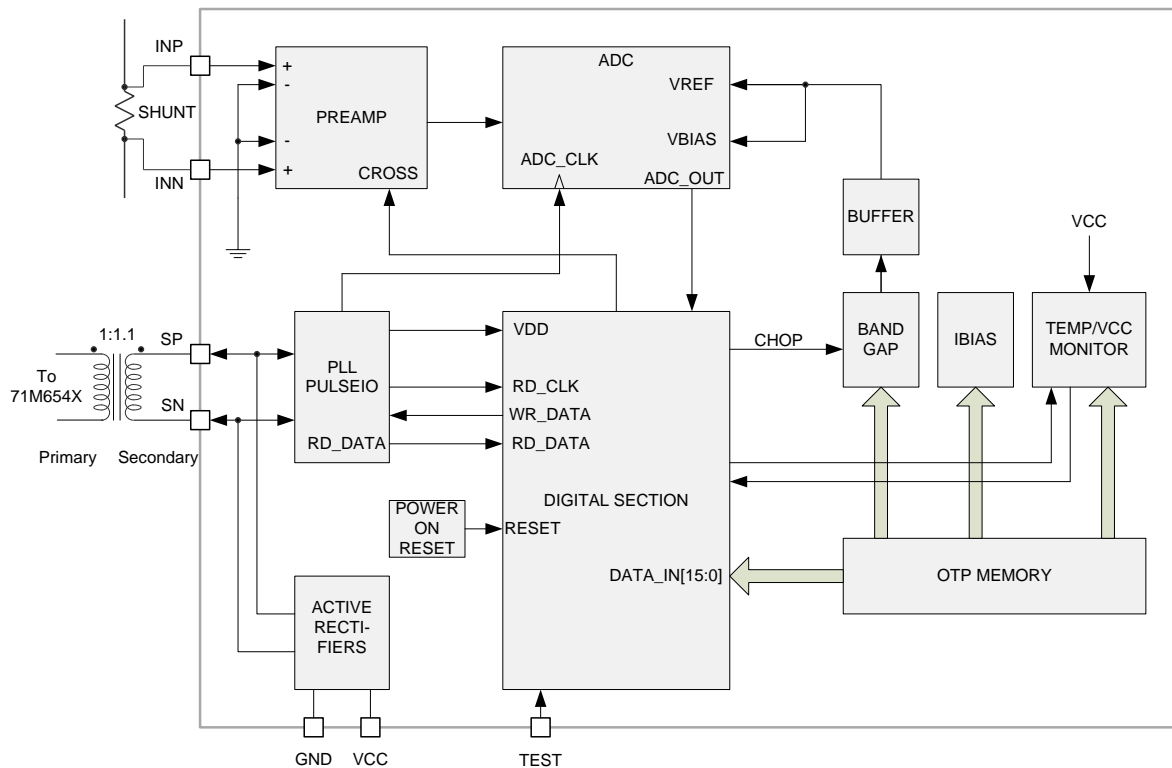 INP
SHUNT
INN
+
-
PREAMP
-
+
CROSS
ADC
VREF
VBIAS
ADC_CLK
ADC_OUT
BUFFER
VCC
1:1.1
SP
SN
To
71M654X
Primary
Secondary
PLL
PULSEIO
RD_DATA
VDD
RD_CLK
WR_DATA
RD_DATA
DIGITAL SECTION
RESET
DATA_IN[15:0]
CHOP
BAND
GAP
IBIAS
TEMP/VCC
MONITOR
POWER
ON
RESET
OTP MEMORY
ACTIVE
RECTI-
FIERS
GND
VCC
TEST